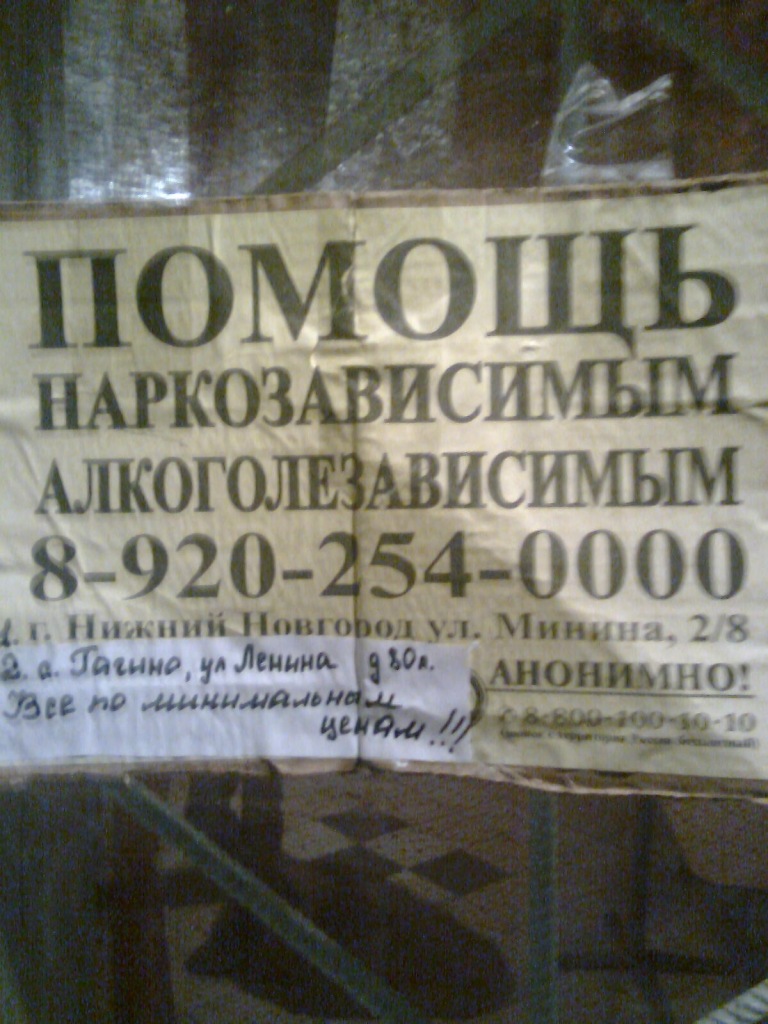 ПОМОЩЬ
НАРКОЗАВИСИМЫМ
АЛКОГОЛЕЗАВИСИМЫМ
8-920-254-0000
1. г. Нижний Новгород ул. Минина, 2/8
2. с. Гагино, ул Ленина д 80а.
Все по минимальным
ценам!!!
АНОНИМНО!
8-800-100-10-10